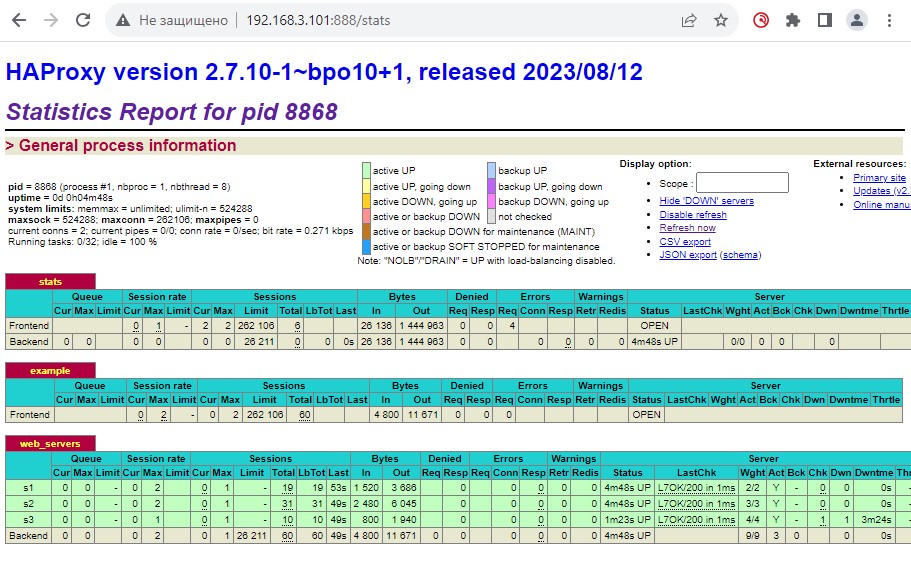 Не защищено 192.168.3.101:888/stats
HAProxy version 2.7.10-1~bpo10+1, released 2023/08/12
Statistics Report for pid 8868
> General process information
pid = 8868 (process #1, nbproc = 1, nbthread = 8)
uptime = 0d 0h04m48s
system limits: memmax = unlimited; ulimit-n = 524288
maxsock = 524288; maxconn = 262106; maxpipes = 0
current conns = 2; current pipes = 0/0; conn rate = 0/sec; bit rate = 0.271 kbps
Running tasks: 0/32; idle = 100 %
active UP backup UP
active UP, going down backup UP, going down
active DOWN, going up backup DOWN, going up
active or backup DOWN not checked
active or backup DOWN for maintenance (MAINT)
active or backup SOFT STOPPED for maintenance
Note: "NOLB"/"DRAIN" = UP with load-balancing disabled.
Display option:
Scope :
Hide 'DOWN' servers
Disable refresh
Refresh now
CSV export
JSON export (schema)
External resources:
Primary site
Updates (v2.
Online manu
stats
Queue Session rate Sessions Bytes Denied Errors Warnings Server
Cur Max Limit Cur Max Limit Cur Max Limit Total LbTot Last In Out Req Resp Req Conn Resp Retr Redis Status LastChk Wght Act Bck Chk Dwn Dwntme Thrtle
Frontend 0 1 - 2 2 262 106 6 26 136 1 444 963 0 0 4 OPEN
Backend 0 0 0 0 0 0 26 211 0 0 0s 26 136 1 444 963 0 0 0 0 0 0 4m48s UP 0/0 0 0 0
example
Queue Session rate Sessions Bytes Denied Errors Warnings Server
Cur Max Limit Cur Max Limit Cur Max Limit Total LbTot Last In Out Req Resp Req Conn Resp Retr Redis Status LastChk Wght Act Bck Chk Dwn Dwntme Thrtle
Frontend 0 2 - 0 2 262 106 60 4 800 11 671 0 0 0 OPEN
web_servers
Queue Session rate Sessions Bytes Denied Errors Warnings Server
Cur Max Limit Cur Max Limit Cur Max Limit Total LbTot Last In Out Req Resp Req Conn Resp Retr Redis Status LastChk Wght Act Bck Chk Dwn Dwntme Thr
s1 0 0 - 0 2 0 1 - 19 19 53s 1 520 3 686 0 0 0 0 0 4m48s UP L7OK/200 in 1ms 2/2 Y - 0 0 0s -
s2 0 0 - 0 2 0 1 - 31 31 49s 2 480 6 045 0 0 0 0 0 4m48s UP L7OK/200 in 1ms 3/3 Y - 0 0 0s -
s3 0 0 - 0 2 0 1 - 10 10 49s 800 1 940 0 0 0 0 0 1m23s UP L7OK/200 in 1ms 4/4 Y - 1 1 3m24s -
Backend 0 0 0 2 0 1 26 211 60 60 49s 4 800 11 671 0 0 0 0 0 0 4m48s UP 9/9 3 0 0 0s